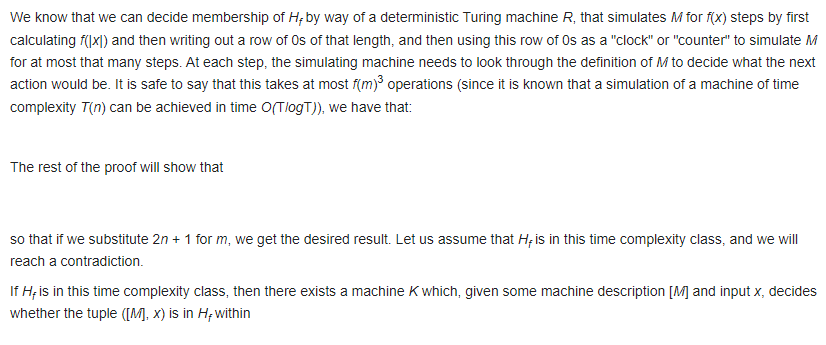 We know that we can decide membership of Hf by way of a deterministic Turing machine R, that simulates M for f(x) steps by first
calculating f(|x|) and then writing out a row of 0s of that length, and then using this row of 0s as a "clock" or "counter" to simulate M
for at most that many steps. At each step, the simulating machine needs to look through the definition of M to decide what the next
action would be. It is safe to say that this takes at most f(m)³ operations (since it is known that a simulation of a machine of time
complexity T(n) can be achieved in time O(TlogT)), we have that:
The rest of the proof will show that
so that if we substitute 2n + 1 for m, we get the desired result. Let us assume that Hf is in this time complexity class, and we will
reach a contradiction.
If Hf is in this time complexity class, then there exists a machine K which, given some machine description [M] and input x, decides
whether the tuple ([M], x) is in Hf within